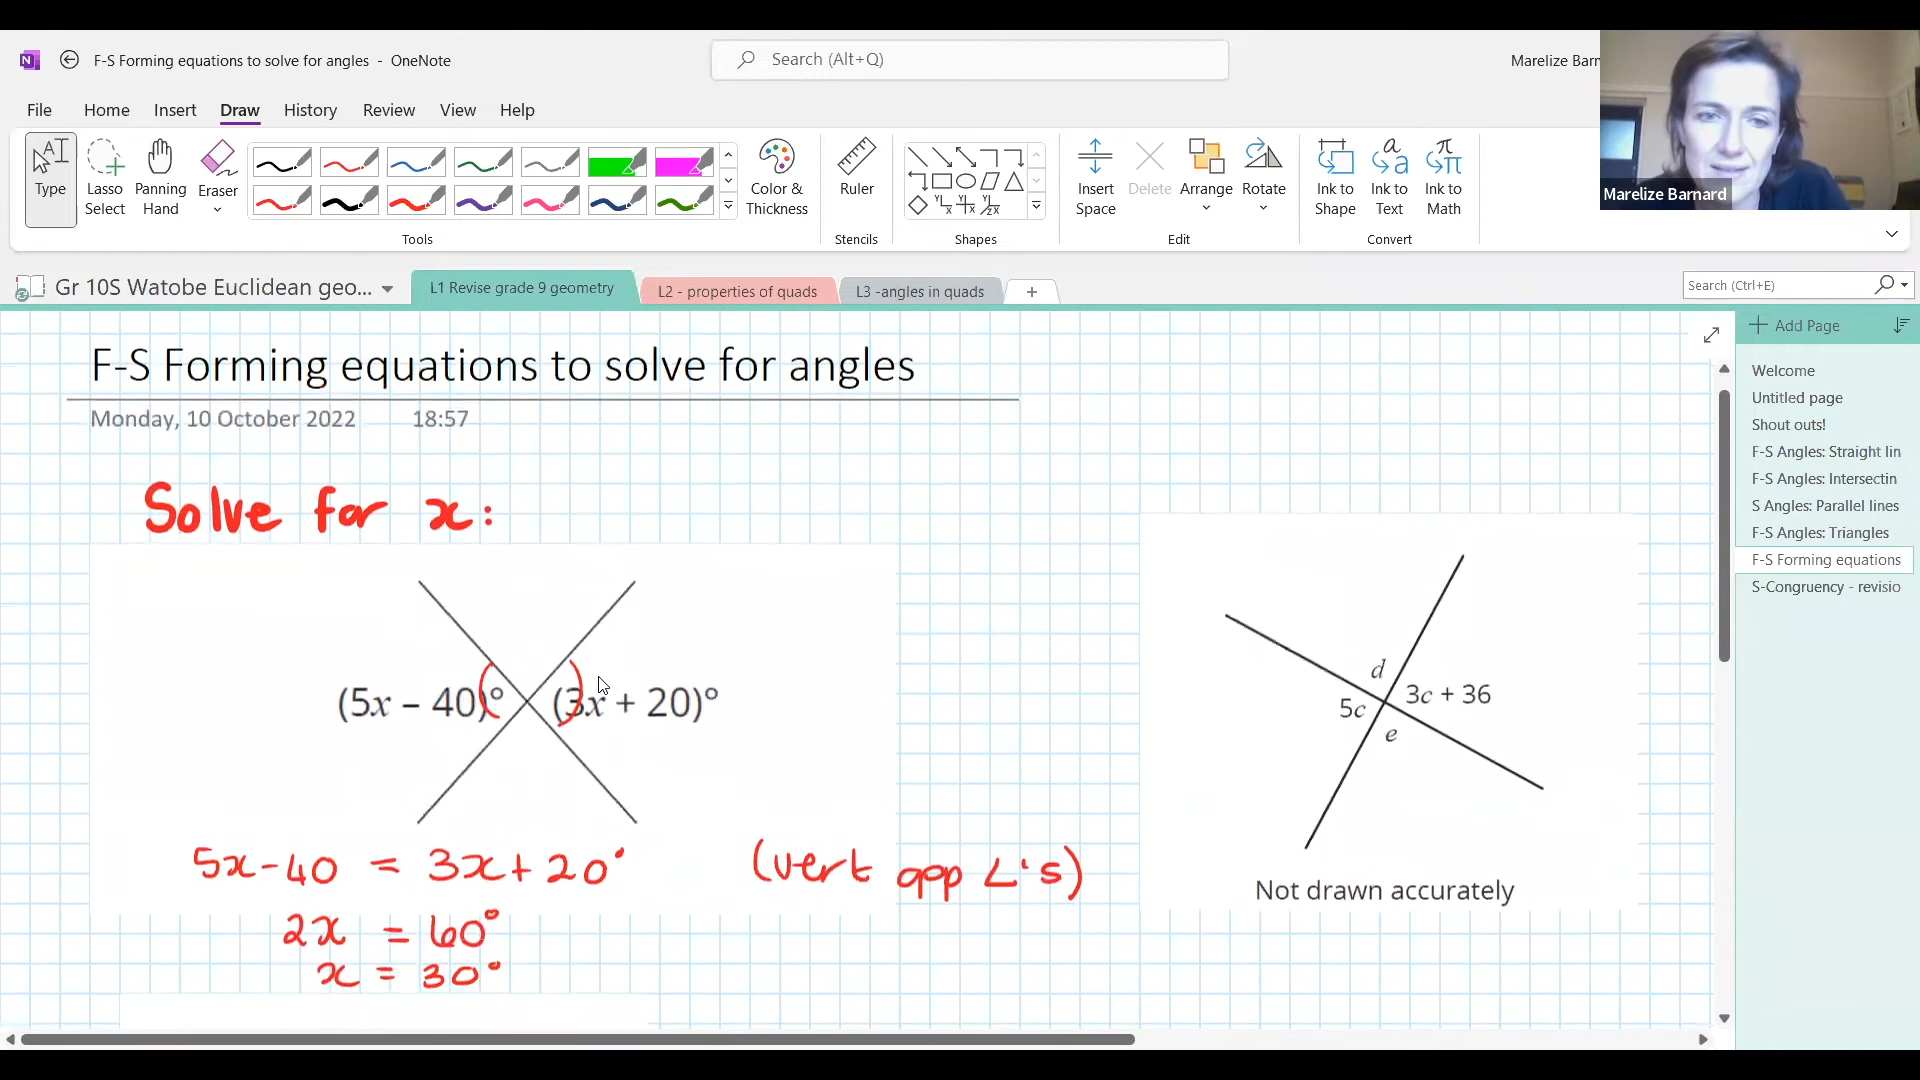 F-S Forming equations to solve for angles - OneNote
Search (Alt+Q)
Marelize Barn
Marelize Barnard
File Home Insert Draw History Review View Help
Type
Lasso Select
Panning Hand
Eraser
Color & Thickness
Ruler
Insert Space
Delete
Arrange
Rotate
Ink to Shape
Ink to Text
Ink to Math
Tools Stencils Shapes Edit Convert
Gr 10S Watobe Euclidean geo...
L1 Revise grade 9 geometry
L2 - properties of quads
L3 -angles in quads
Search (Ctrl+E)
Add Page
Welcome
Untitled page
Shout outs!
F-S Angles: Straight lin
F-S Angles: Intersectin
S Angles: Parallel lines
F-S Angles: Triangles
F-S Forming equations
S-Congruency - revisio
F-S Forming equations to solve for angles
Monday, 10 October 2022 18:57
Solve for x:
(5x – 40)° (3x + 20)°
5x-40 = 3x+20° (vert opp ∠'s)
2x = 60°
x = 30°
d
5c 3c + 36
e
Not drawn accurately